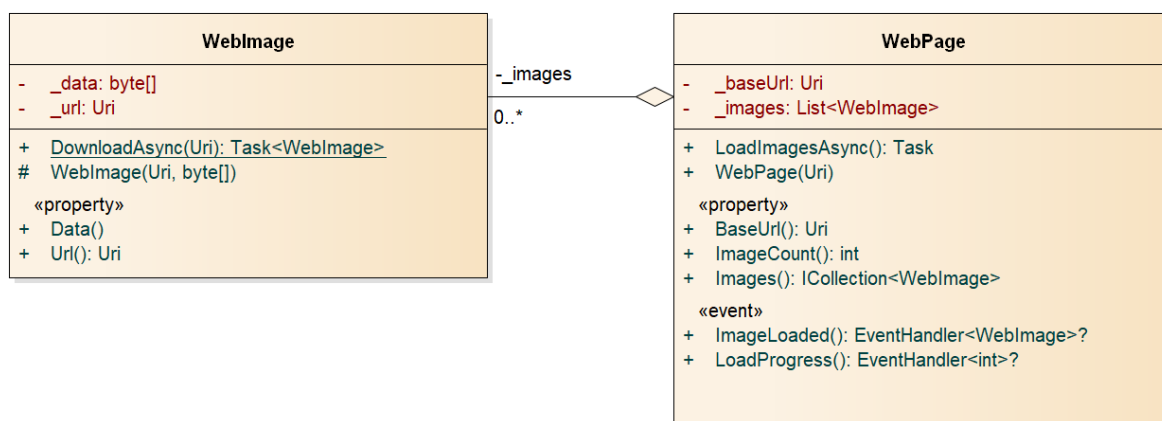 WebImage
- _data: byte[]
- _url: Uri
+ DownloadAsync(Uri): Task<WebImage>
# WebImage(Uri, byte[])
«property»
+ Data()
+ Url(): Uri
-_images
0..*
WebPage
- _baseUrl: Uri
- _images: List<WebImage>
+ LoadImagesAsync(): Task
+ WebPage(Uri)
«property»
+ BaseUrl(): Uri
+ ImageCount(): int
+ Images(): ICollection<WebImage>
«event»
+ ImageLoaded(): EventHandler<WebImage>?
+ LoadProgress(): EventHandler<int>?